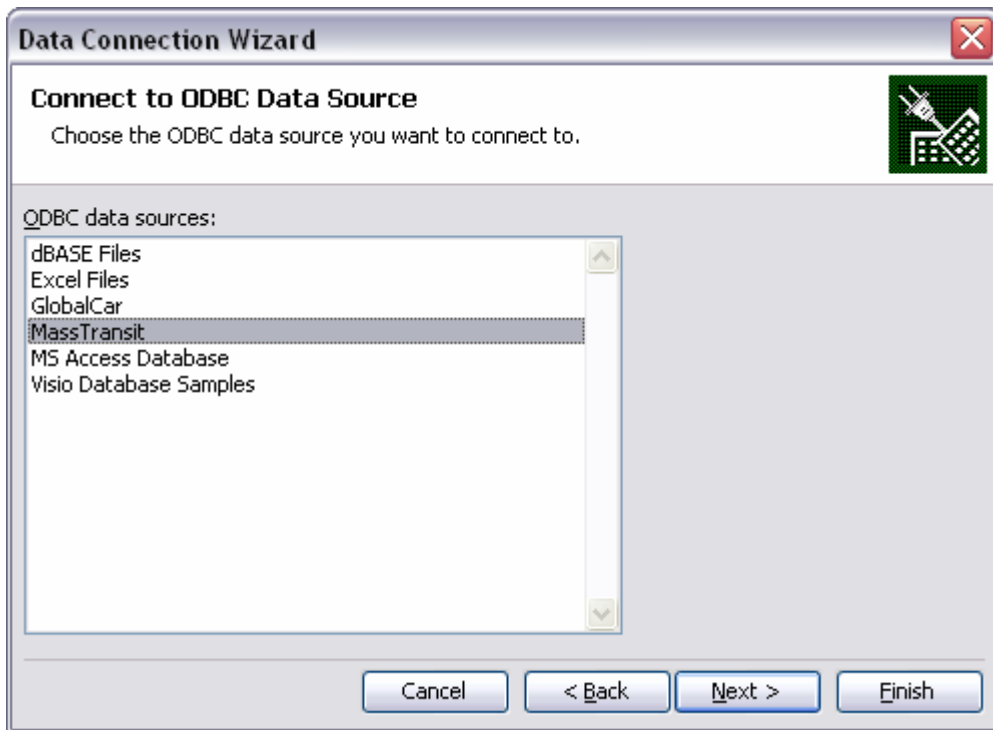 Data Connection Wizard
Connect to ODBC Data Source
Choose the ODBC data source you want to connect to.
ODBC data sources:
dBASE Files
Excel Files
GlobalCar
MassTransit
MS Access Database
Visio Database Samples
Cancel
< Back
Next >
Finish